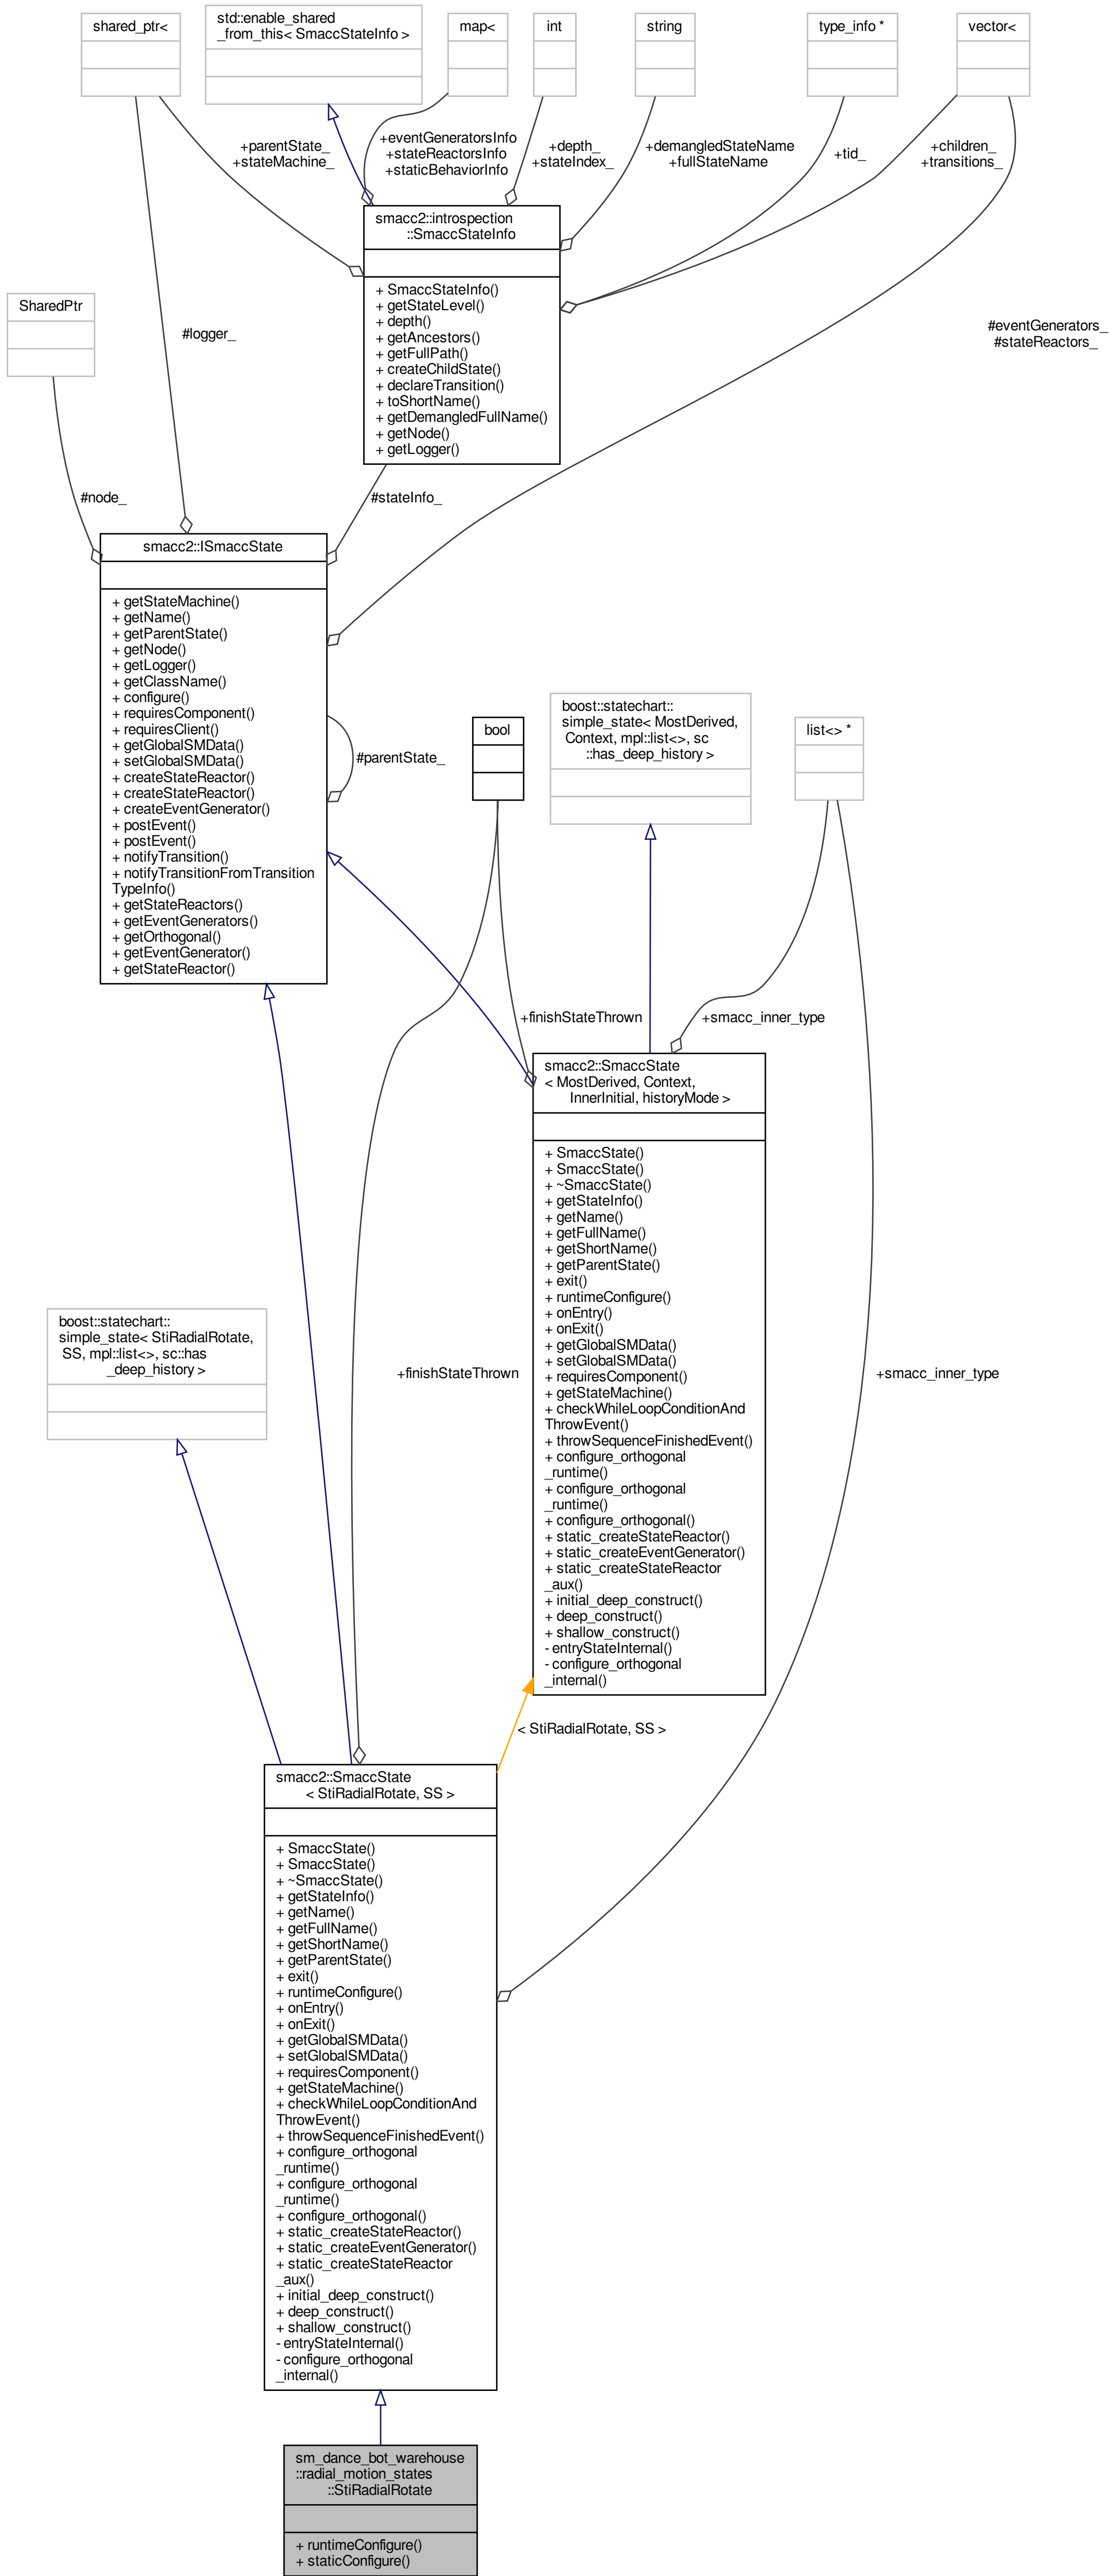 shared_ptr<
std::enable_shared
_from_this< SmaccStateInfo >
map<
int
string
type_info *
vector<
+parentState_
+stateMachine_
+eventGeneratorsInfo
+stateReactorsInfo
+staticBehaviorInfo
+depth_
+stateIndex_
+demangledStateName
+fullStateName
+tid_
+children_
+transitions_
smacc2::introspection
::SmaccStateInfo
+ SmaccStateInfo()
+ getStateLevel()
+ depth()
+ getAncestors()
+ getFullPath()
+ createChildState()
+ declareTransition()
+ toShortName()
+ getDemangledFullName()
+ getNode()
+ getLogger()
SharedPtr
#logger_
#eventGenerators_
#stateReactors_
#node_
#stateInfo_
smacc2::ISmaccState
+ getStateMachine()
+ getName()
+ getParentState()
+ getNode()
+ getLogger()
+ getClassName()
+ configure()
+ requiresComponent()
+ requiresClient()
+ getGlobalSMData()
+ setGlobalSMData()
+ createStateReactor()
+ createStateReactor()
+ createEventGenerator()
+ postEvent()
+ postEvent()
+ notifyTransition()
+ notifyTransitionFromTransition
TypeInfo()
+ getStateReactors()
+ getEventGenerators()
+ getOrthogonal()
+ getEventGenerator()
+ getStateReactor()
#parentState_
bool
boost::statechart::
simple_state< MostDerived,
Context, mpl::list<>, sc
::has_deep_history >
list<> *
+finishStateThrown
+smacc_inner_type
smacc2::SmaccState
< MostDerived, Context,
InnerInitial, historyMode >
+ SmaccState()
+ SmaccState()
+ ~SmaccState()
+ getStateInfo()
+ getName()
+ getFullName()
+ getShortName()
+ getParentState()
+ exit()
+ runtimeConfigure()
+ onEntry()
+ onExit()
+ getGlobalSMData()
+ setGlobalSMData()
+ requiresComponent()
+ getStateMachine()
+ checkWhileLoopConditionAnd
ThrowEvent()
+ throwSequenceFinishedEvent()
+ configure_orthogonal
_runtime()
+ configure_orthogonal
_runtime()
+ configure_orthogonal()
+ static_createStateReactor()
+ static_createEventGenerator()
+ static_createStateReactor
_aux()
+ initial_deep_construct()
+ deep_construct()
+ shallow_construct()
- entryStateInternal()
- configure_orthogonal
_internal()
boost::statechart::
simple_state< StiRadialRotate,
SS, mpl::list<>, sc::has
_deep_history >
+finishStateThrown
+smacc_inner_type
< StiRadialRotate, SS >
smacc2::SmaccState
< StiRadialRotate, SS >
+ SmaccState()
+ SmaccState()
+ ~SmaccState()
+ getStateInfo()
+ getName()
+ getFullName()
+ getShortName()
+ getParentState()
+ exit()
+ runtimeConfigure()
+ onEntry()
+ onExit()
+ getGlobalSMData()
+ setGlobalSMData()
+ requiresComponent()
+ getStateMachine()
+ checkWhileLoopConditionAnd
ThrowEvent()
+ throwSequenceFinishedEvent()
+ configure_orthogonal
_runtime()
+ configure_orthogonal
_runtime()
+ configure_orthogonal()
+ static_createStateReactor()
+ static_createEventGenerator()
+ static_createStateReactor
_aux()
+ initial_deep_construct()
+ deep_construct()
+ shallow_construct()
- entryStateInternal()
- configure_orthogonal
_internal()
sm_dance_bot_warehouse
::radial_motion_states
::StiRadialRotate
+ runtimeConfigure()
+ staticConfigure()